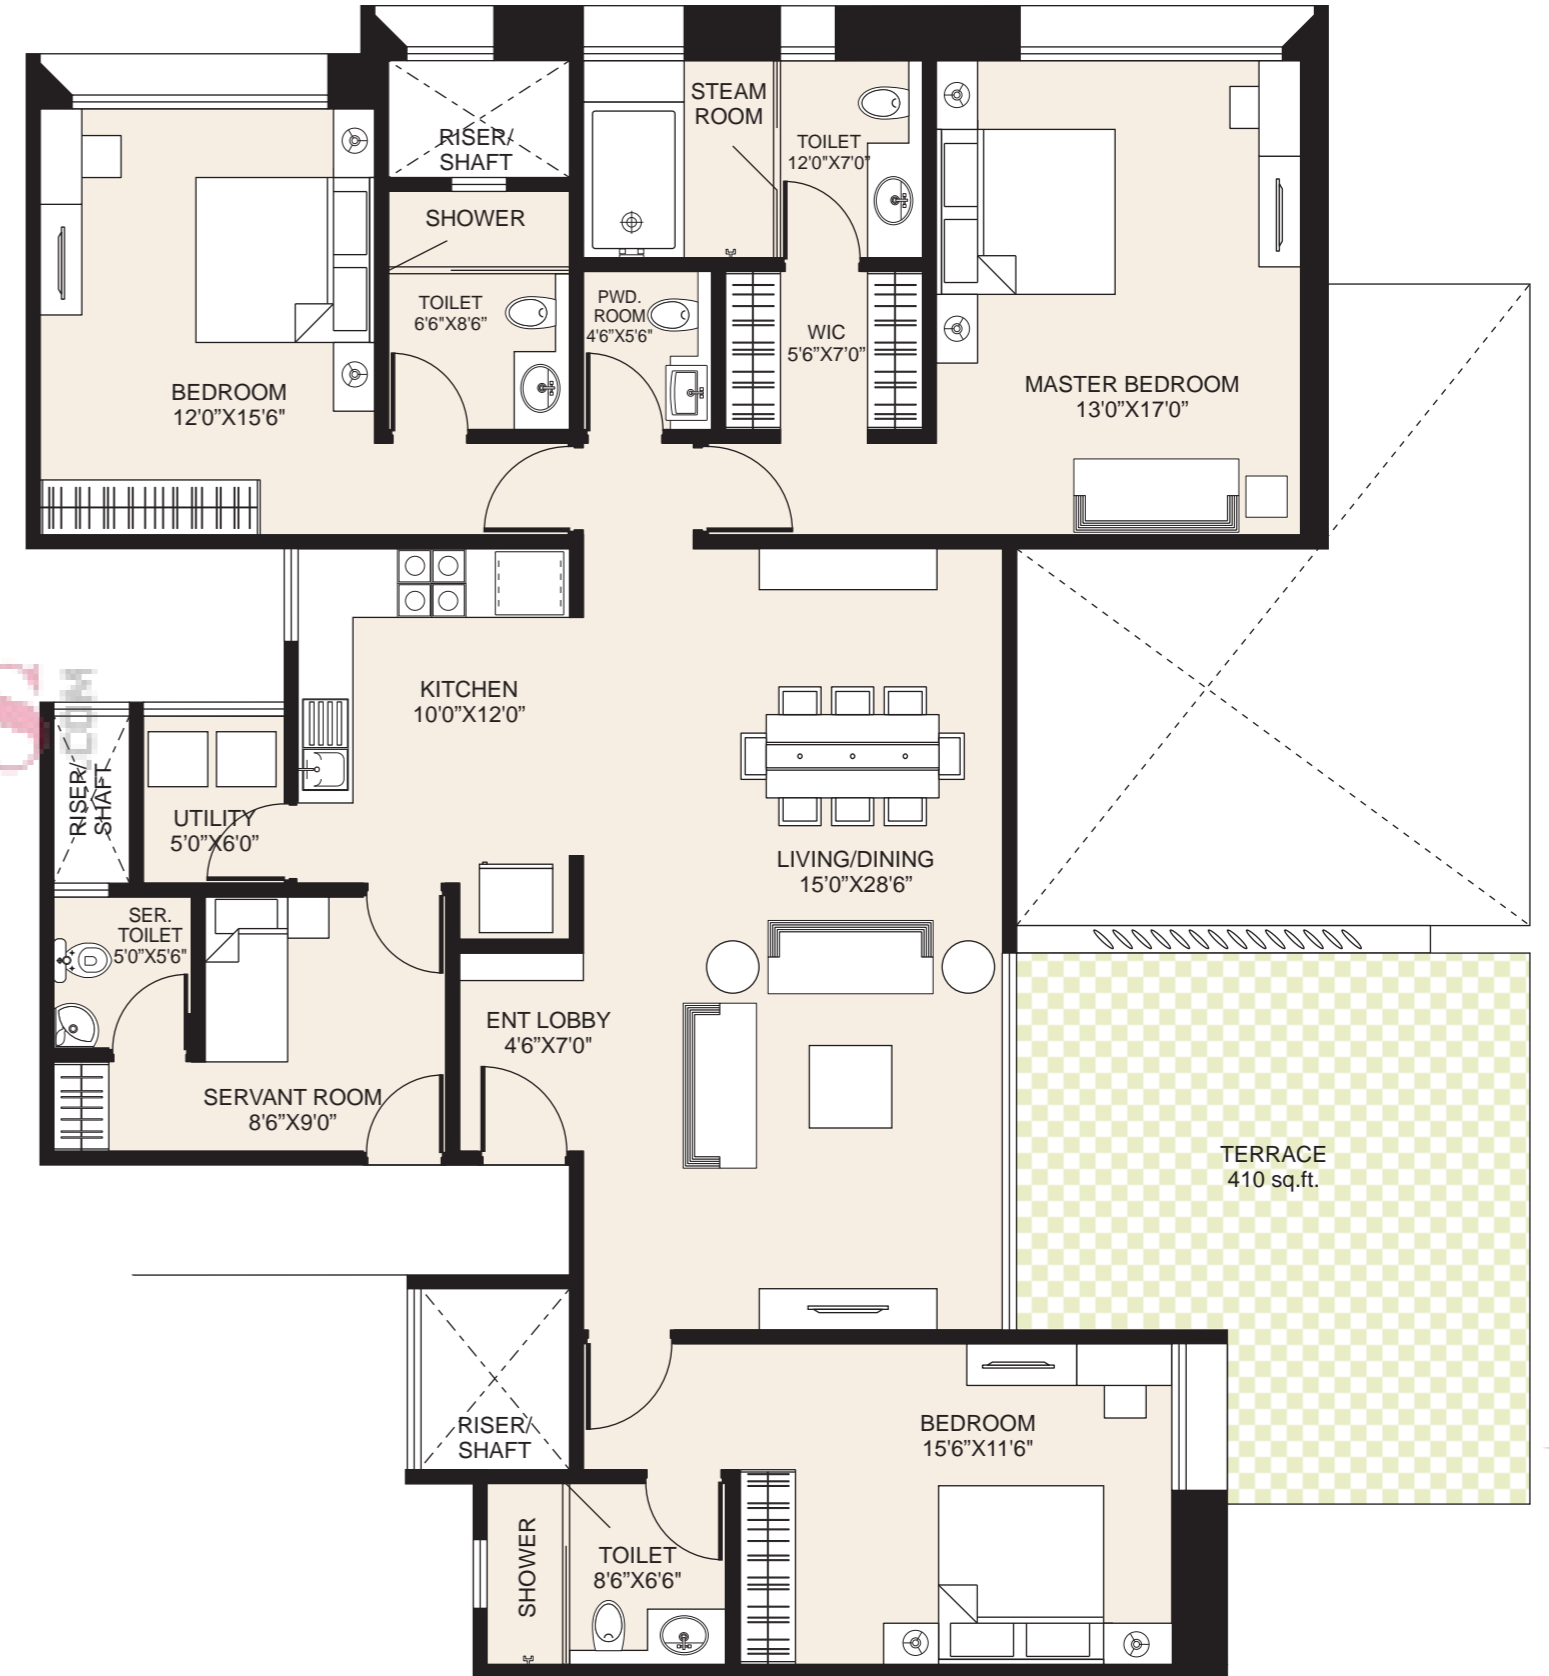 STEAM
ROOM
RISER/
SHAFT
TOILET
12'0"X7'0"
SHOWER
TOILET
6'6"X8'6"
PWD.
ROOM
4'6"X5'6"
WIC
5'6"X7'0"
BEDROOM
12'0"X15'6"
MASTER BEDROOM
13'0"X17'0"
KITCHEN
10'0"X12'0"
RISER/
SHAFT
UTILITY
5'0"X6'0"
LIVING/DINING
15'0"X28'6"
SER.
TOILET
5'0"X5'6"
ENT LOBBY
4'6"X7'0"
SERVANT ROOM
8'6"X9'0"
TERRACE
410 sq.ft.
RISER/
SHAFT
BEDROOM
15'6"X11'6"
SHOWER
TOILET
8'6"X6'6"
S
.COM